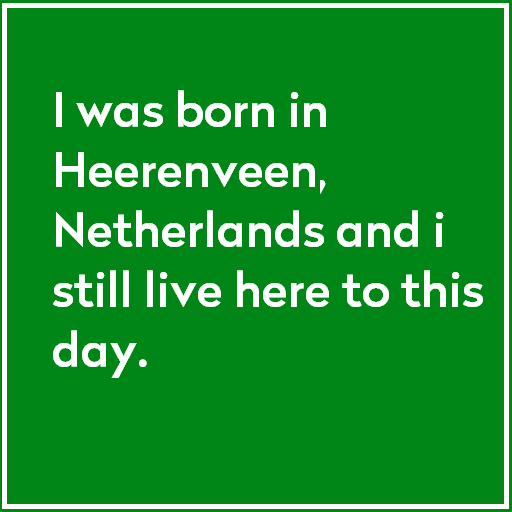 I was born in
Heerenveen,
Netherlands and i
still live here to this
day.